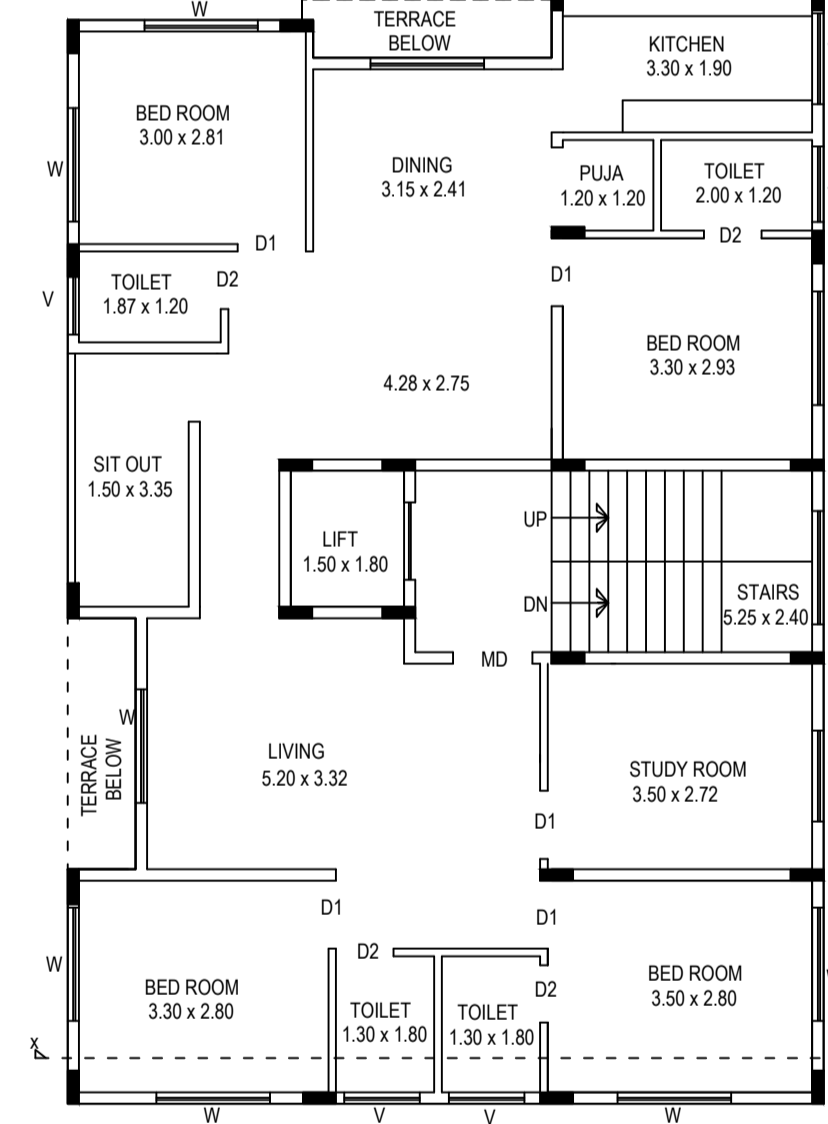 W
TERRACE
BELOW
KITCHEN
3.30 x 1.90
BED ROOM
3.00 x 2.81
W
DINING
3.15 x 2.41
PUJA
1.20 x 1.20
TOILET
2.00 x 1.20
D1
D2
TOILET
1.87 x 1.20
D2
V
D1
BED ROOM
3.30 x 2.93
4.28 x 2.75
SIT OUT
1.50 x 3.35
LIFT
1.50 x 1.80
UP
DN
STAIRS
5.25 x 2.40
MD
W
TERRACE
BELOW
LIVING
5.20 x 3.32
STUDY ROOM
3.50 x 2.72
D1
D1
D1
D2
W
BED ROOM
3.30 x 2.80
TOILET
1.30 x 1.80
TOILET
1.30 x 1.80
D2
BED ROOM
3.50 x 2.80
x
W
V
V
W